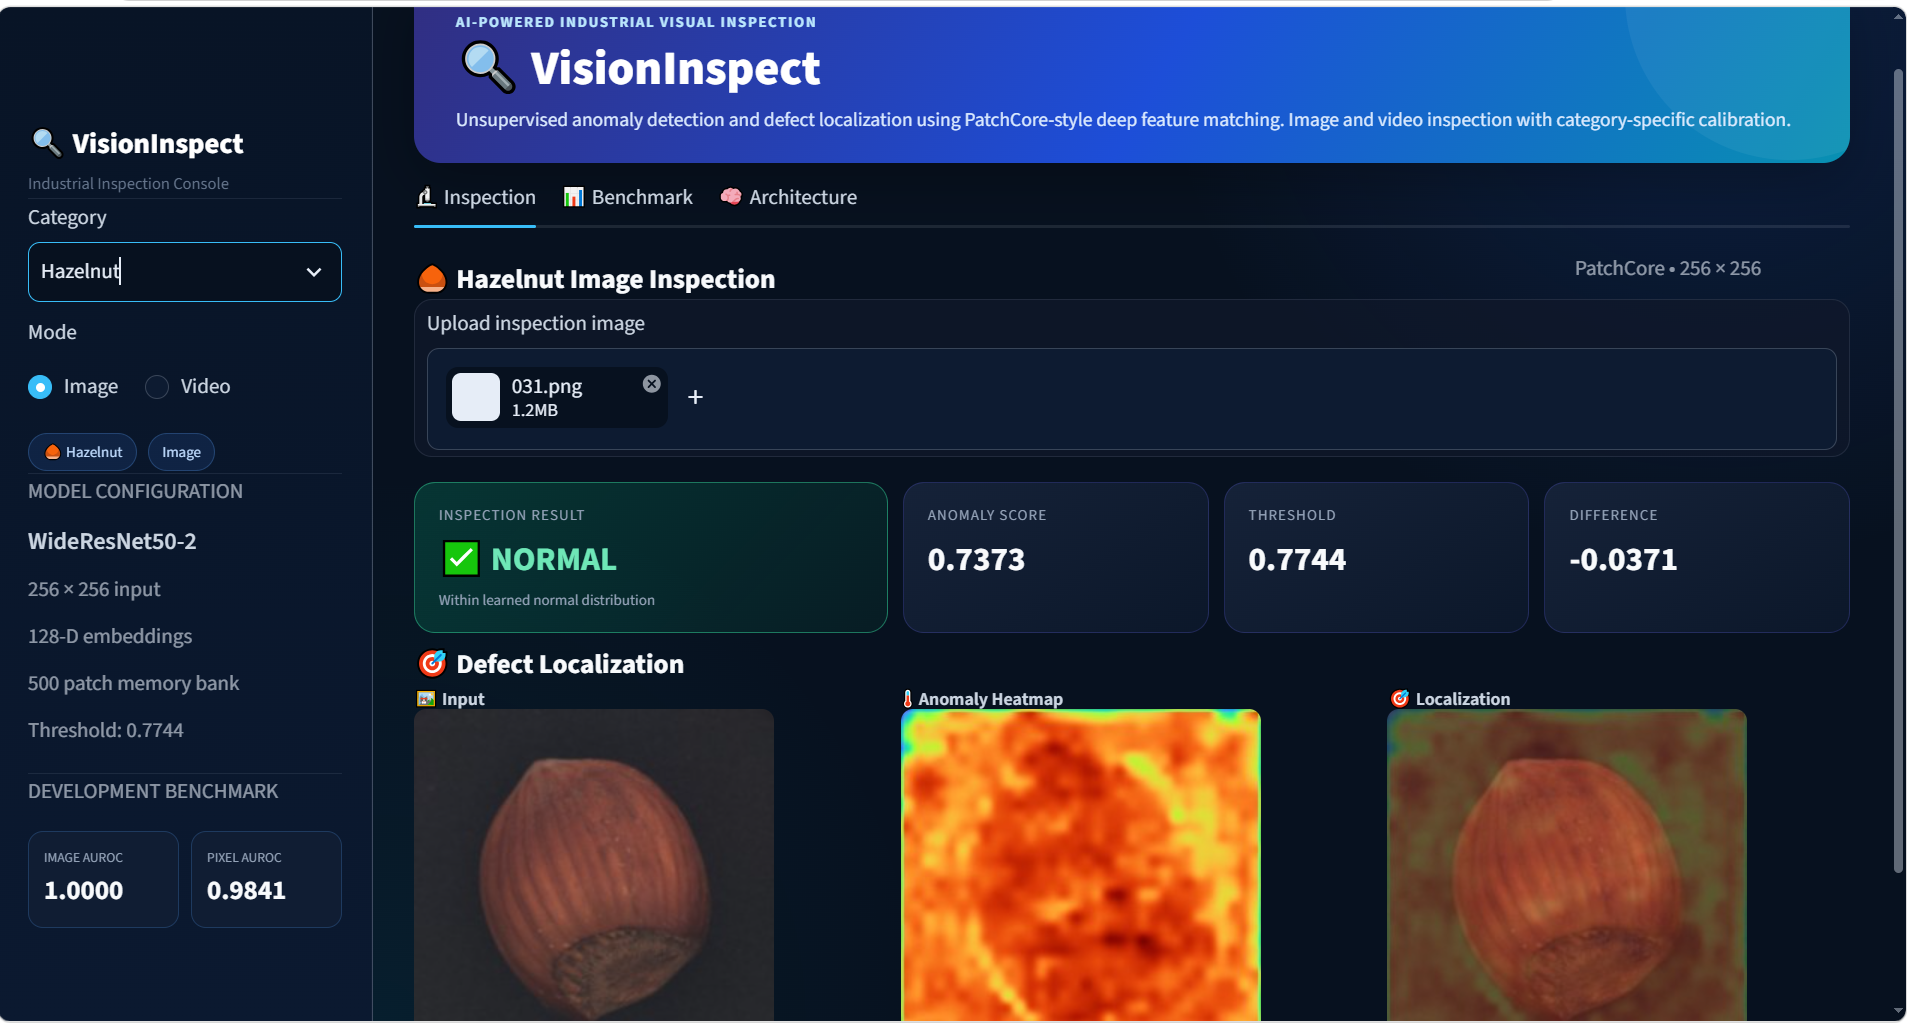 VisionInspect
Industrial Inspection Console
Category
Hazelnut
Mode
Image
Video
Hazelnut
Image
MODEL CONFIGURATION
WideResNet50-2
256 × 256 input
128-D embeddings
500 patch memory bank
Threshold: 0.7744
DEVELOPMENT BENCHMARK
IMAGE AUROC
1.0000
PIXEL AUROC
0.9841
AI-POWERED INDUSTRIAL VISUAL INSPECTION
VisionInspect
Unsupervised anomaly detection and defect localization using PatchCore-style deep feature matching. Image and video inspection with category-specific calibration.
Inspection
Benchmark
Architecture
Hazelnut Image Inspection
PatchCore • 256 × 256
Upload inspection image
031.png
1.2MB
INSPECTION RESULT
NORMAL
Within learned normal distribution
ANOMALY SCORE
0.7373
THRESHOLD
0.7744
DIFFERENCE
-0.0371
Defect Localization
Input
Anomaly Heatmap
Localization